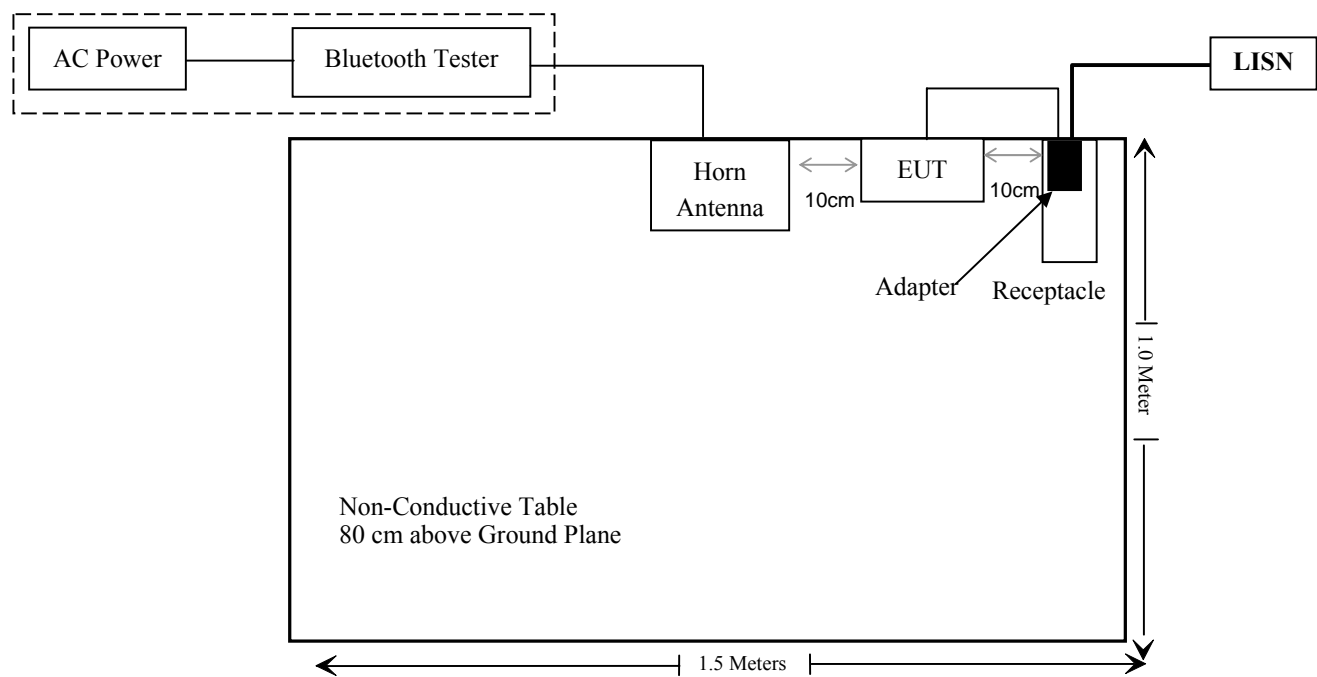 AC Power
Bluetooth Tester
LISN
Horn
Antenna
EUT
10cm
10cm
Adapter
Receptacle
1.0 Meter
Non-Conductive Table
80 cm above Ground Plane
1.5 Meters